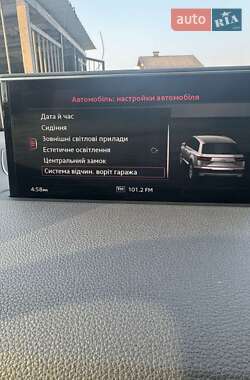 auto RIA
Автомобіль: настройки автомобіля
Дата й час
Сидіння
Зовнішні світлові прилади
Естетичне освітлення
Центральний замок
Система відчин. воріт гаража
4:58
101.2 FM